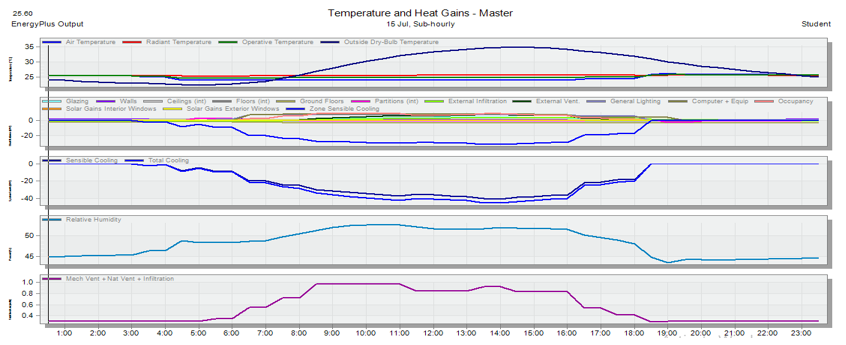 25.60
Temperature and Heat Gains - Master
EnergyPlus Output
15 Jul, Sub-hourly
Student
Air Temperature
Radiant Temperature
Operative Temperature
Outside Dry-Bulb Temperature
35
30
25
Glazing
Walls
Ceilings (int)
Floors (int)
Ground Floors
Partitions (int)
External Infiltration
External Vent.
General Lighting
Computer + Equip
Occupancy
Solar Gains Interior Windows
Solar Gains Exterior Windows
Zone Sensible Cooling
0
-20
Sensible Cooling
Total Cooling
0
-20
-40
Relative Humidity
60
45
Mech Vent + Nat Vent + Infiltration
1.0
0.8
0.6
0.4
1:00 2:00 3:00 4:00 5:00 6:00 7:00 8:00 9:00 10:00 11:00 12:00 13:00 14:00 15:00 16:00 17:00 18:00 19:00 20:00 21:00 22:00 23:00